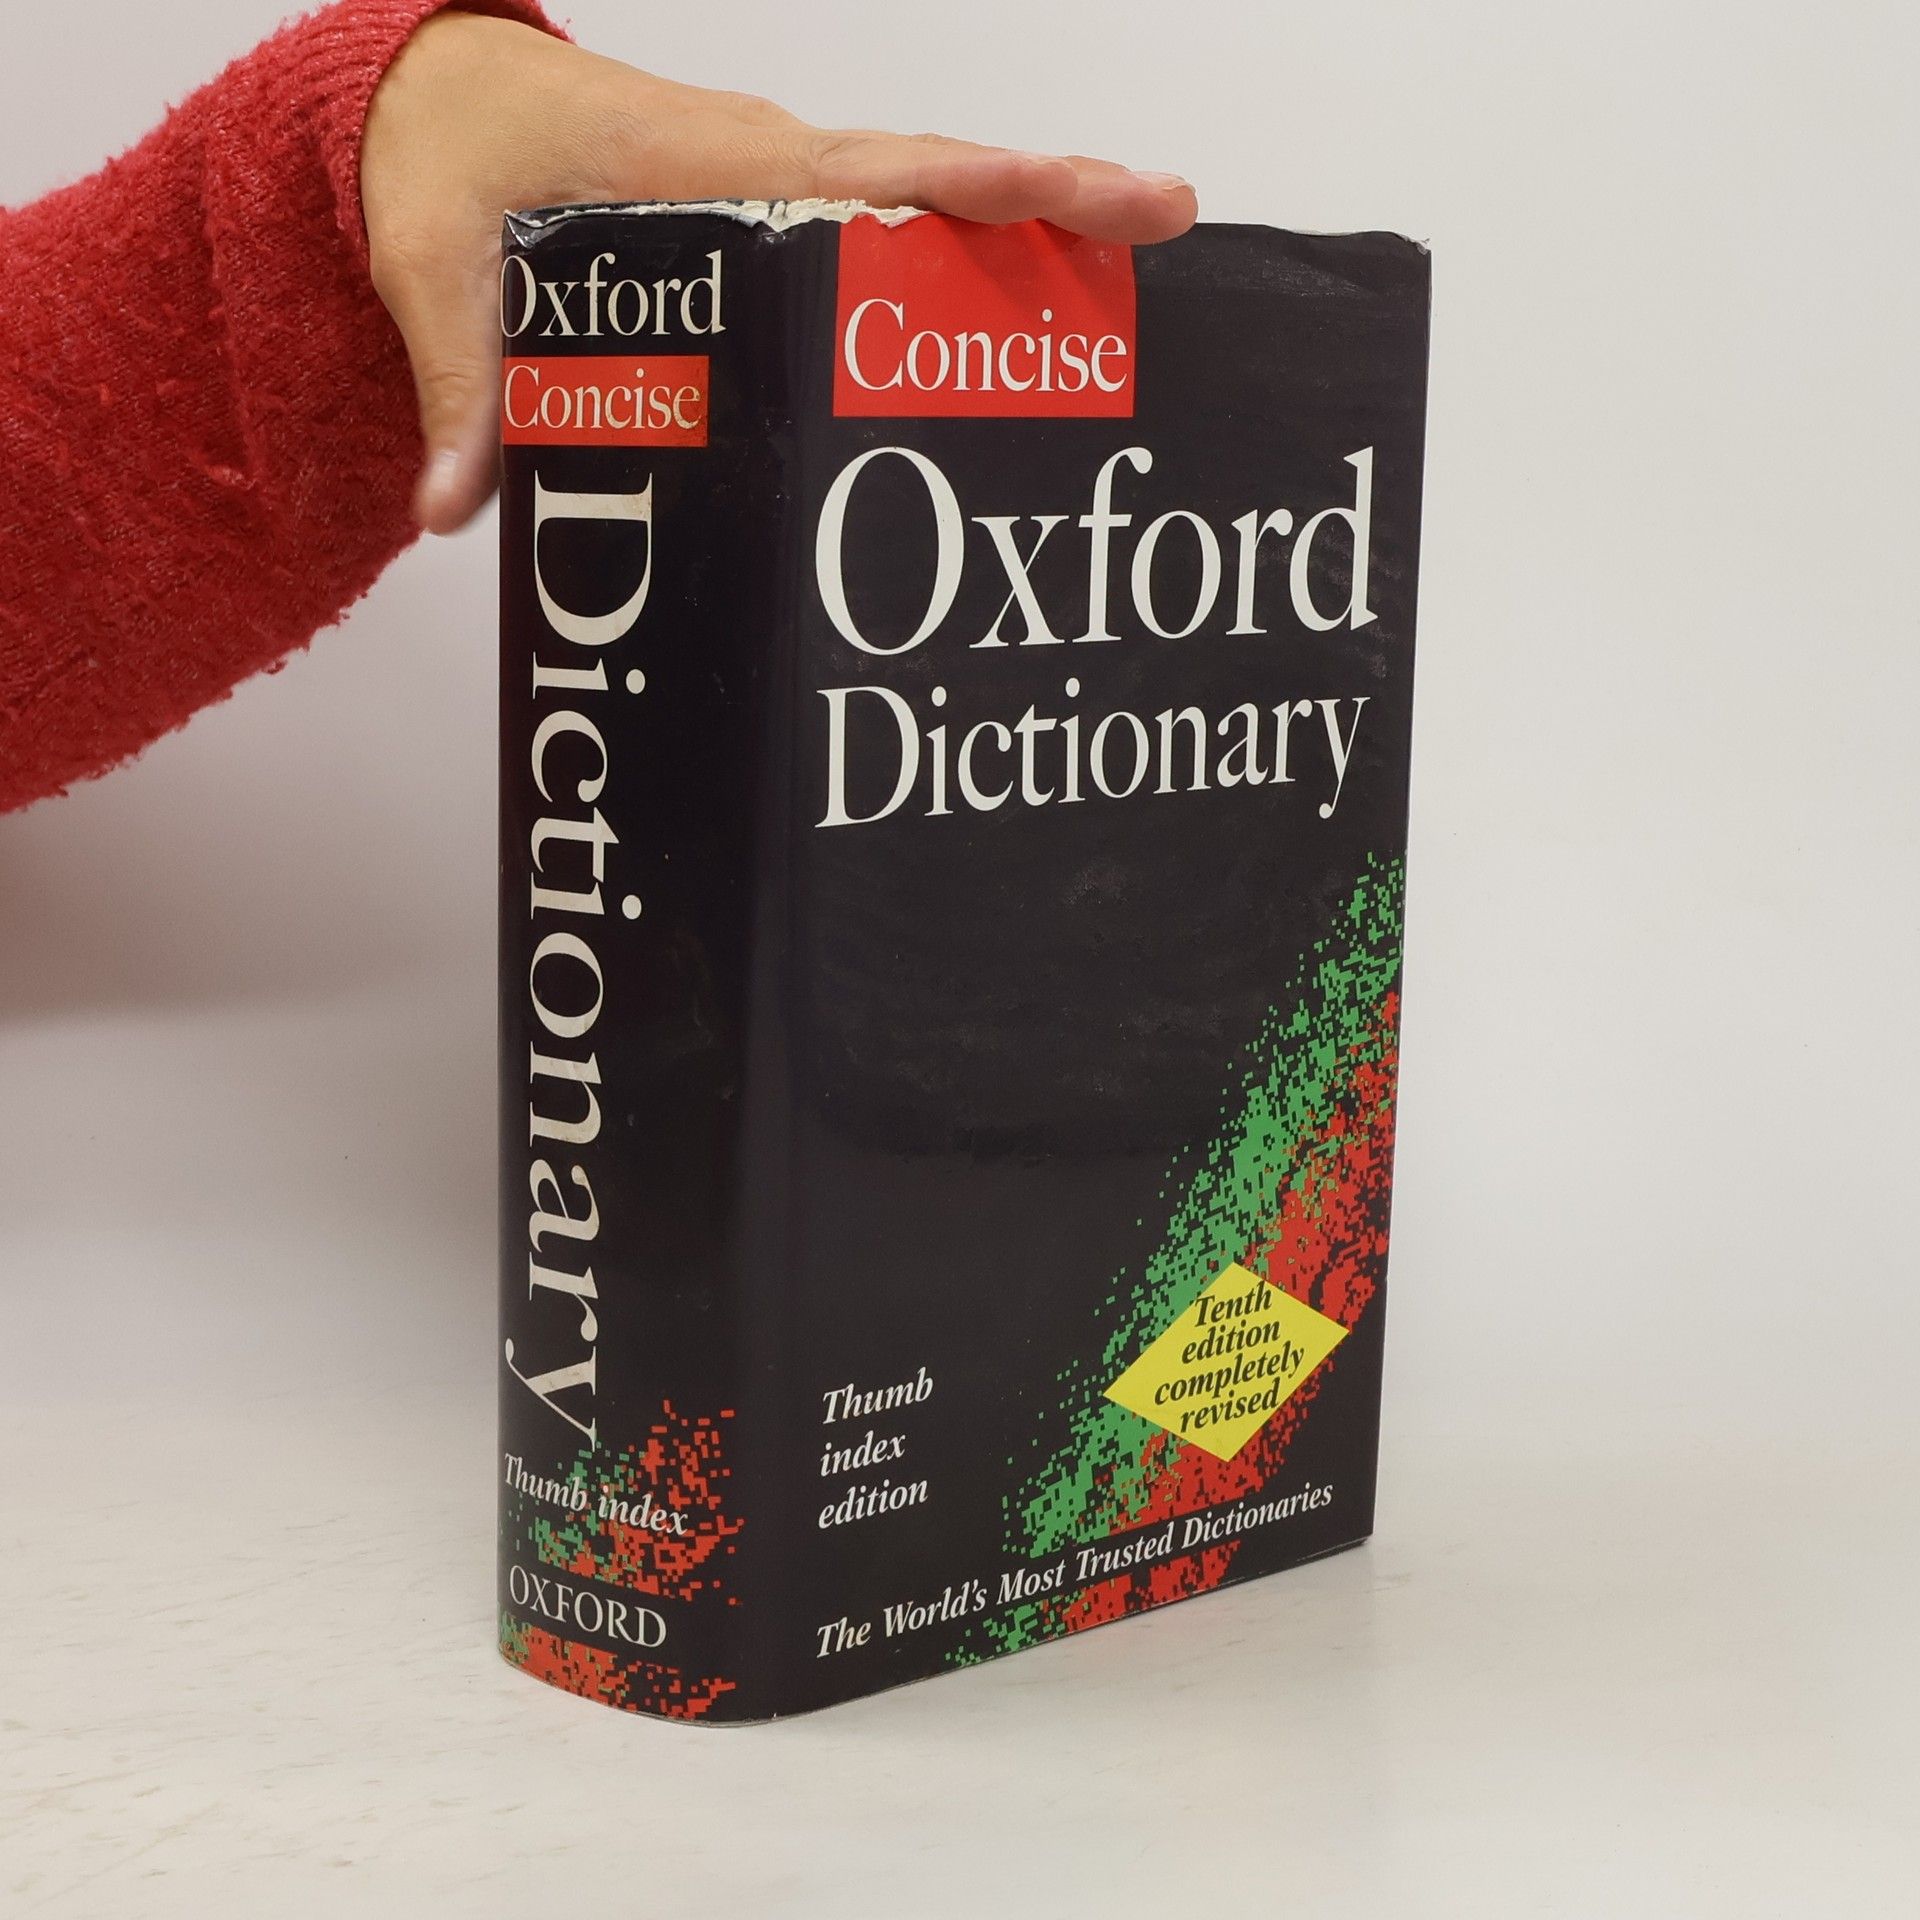 Oxford
Concise
Dictionary
Thumb index
OXFORD
Concise
Oxford
Dictionary
Tenth
edition
completely
revised
Thumb
index
edition
The World's Most Trusted Dictionaries